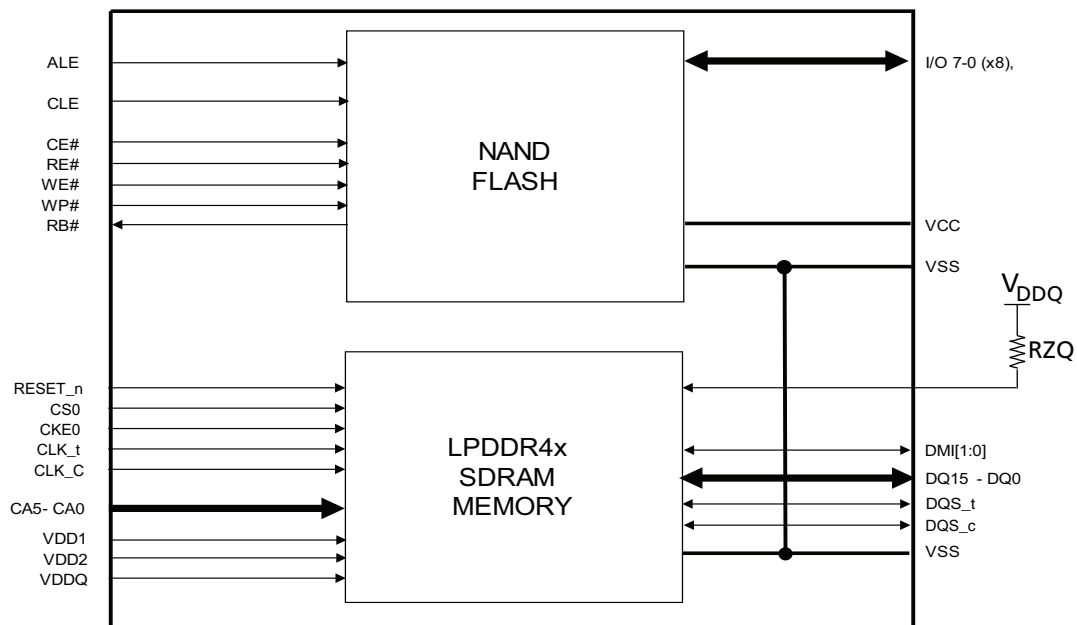 ALE
CLE
CE#
RE#
WE#
WP#
RB#
NAND
FLASH
I/O 7-0 (x8),
VCC
VSS
VDDQ
RZQ
RESET_n
CS0
CKE0
CLK_t
CLK_C
CA5- CA0
VDD1
VDD2
VDDQ
LPDDR4x
SDRAM
MEMORY
DMI[1:0]
DQ15 - DQ0
DQS_t
DQS_c
VSS